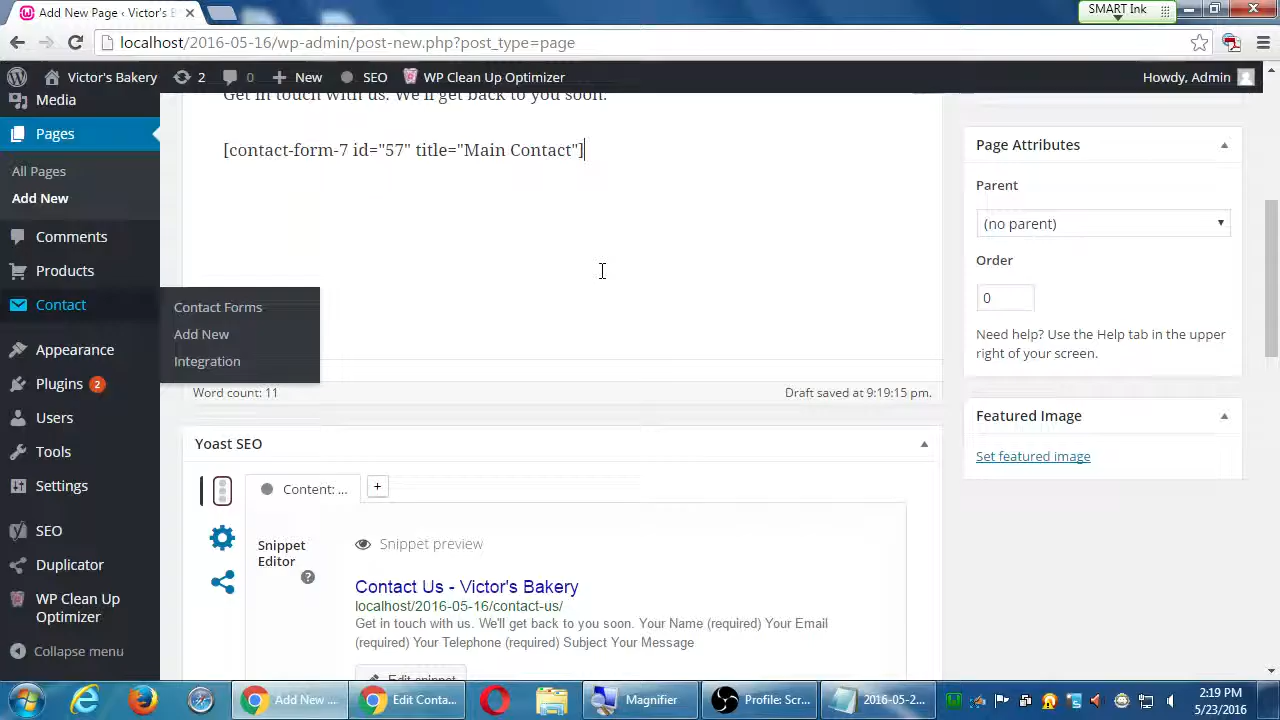 Add New Page ‹ Victor's B
SMART Ink
localhost/2016-05-16/wp-admin/post-new.php?post_type=page
Victor's Bakery
2
0
New
SEO
WP Clean Up Optimizer
Howdy, Admin
Media
Pages
All Pages
Add New
Comments
Products
Contact
Contact Forms
Add New
Integration
Appearance
Plugins 2
Users
Tools
Settings
SEO
Duplicator
WP Clean Up
Optimizer
Collapse menu
Get in touch with us. We'll get back to you soon.
[contact-form-7 id="57" title="Main Contact"]
Word count: 11
Draft saved at 9:19:15 pm.
Yoast SEO
Content: ...
+
Snippet
Editor
?
Snippet preview
Contact Us - Victor's Bakery
localhost/2016-05-16/contact-us/
Get in touch with us. We'll get back to you soon. Your Name (required) Your Email
(required) Your Telephone (required) Subject Your Message
Edit snippet
Page Attributes
Parent
(no parent)
Order
0
Need help? Use the Help tab in the upper
right of your screen.
Featured Image
Set featured image
Add New ...
Edit Conta...
Magnifier
Profile: Scr...
2016-05-2...
2:19 PM
5/23/2016